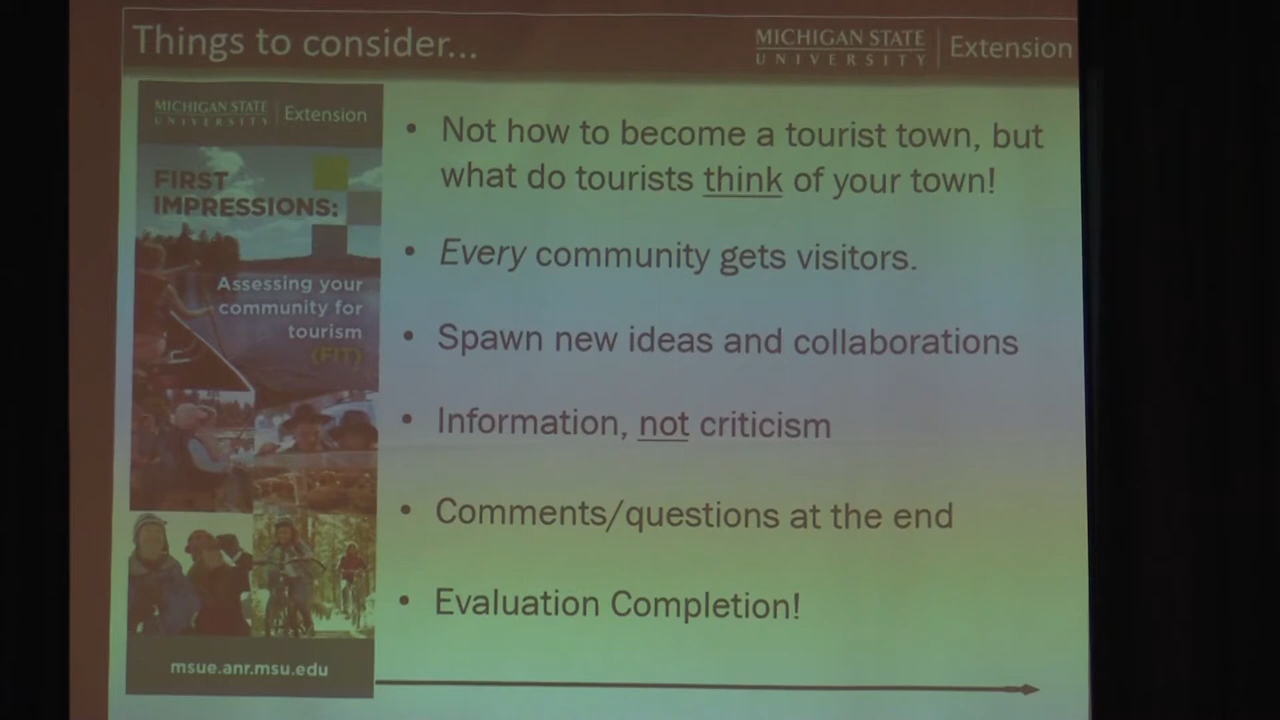 Things to consider...
MICHIGAN STATE
UNIVERSITY
Extension
MICHIGAN STATE
UNIVERSITY
Extension
FIRST
IMPRESSIONS:
Assessing your
community for
tourism
(FIT)
msue.anr.msu.edu
• Not how to become a tourist town, but
what do tourists think of your town!
• Every community gets visitors.
• Spawn new ideas and collaborations
• Information, not criticism
• Comments/questions at the end
• Evaluation Completion!